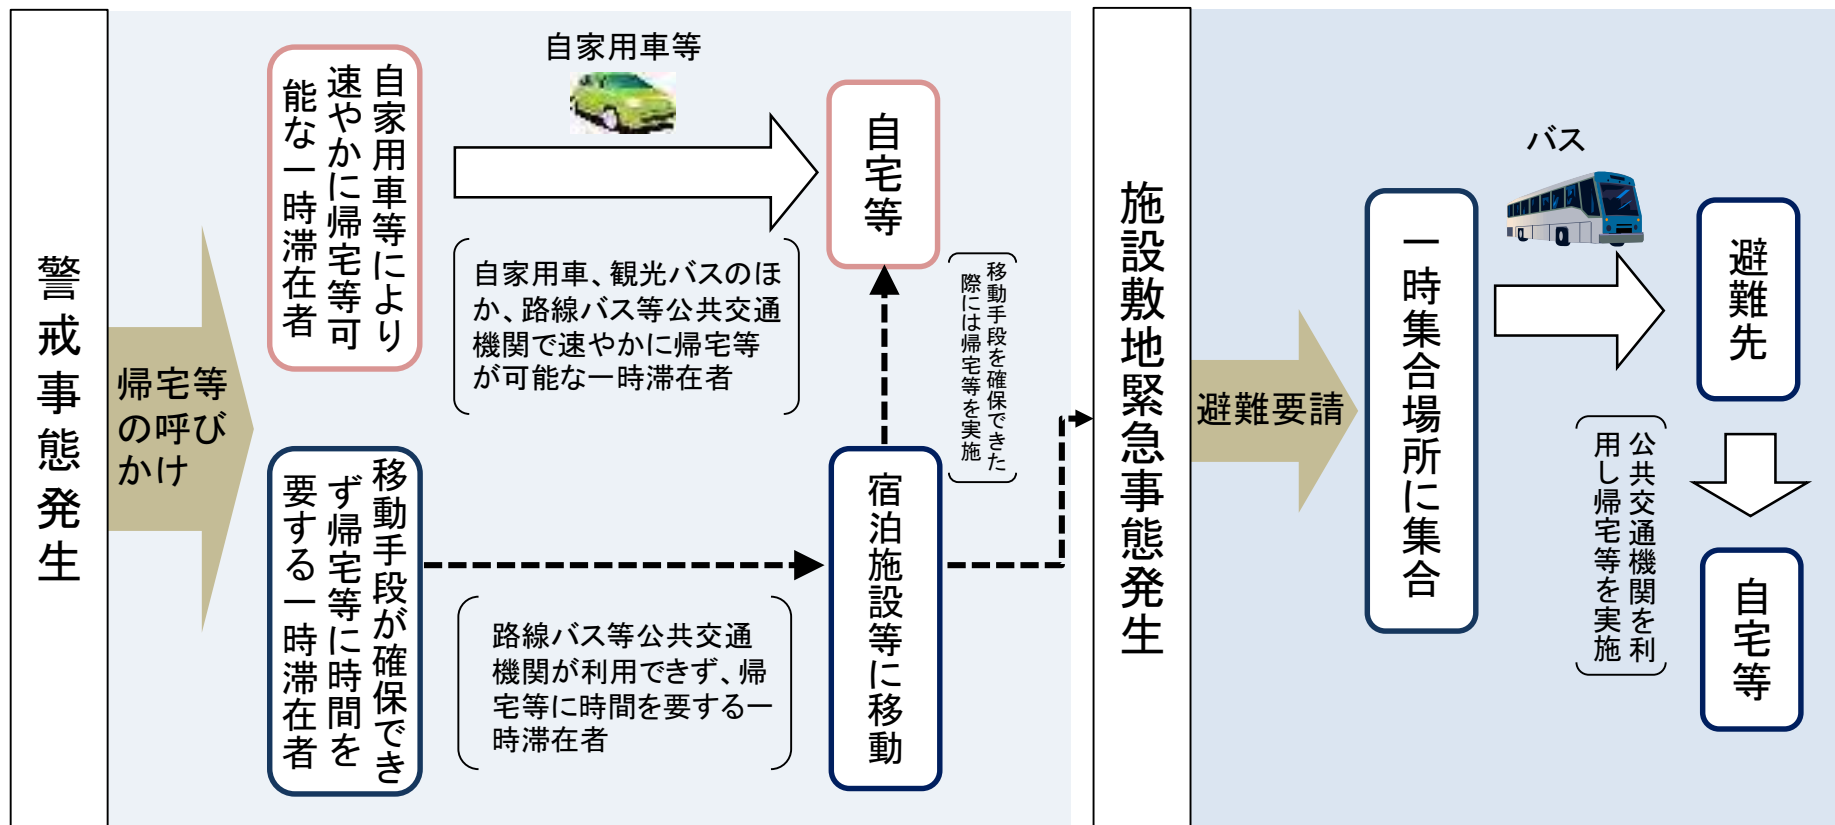 警戒事態発生
帰宅等
の呼び
かけ
自家用車等により
速やかに帰宅等可
能な一時滞在者
自家用車等
自宅等
自家用車、観光バスのほ
か、路線バス等公共交通
機関で速やかに帰宅等
が可能な一時滞在者
移動手段を確保できた
際には帰宅等を実施
移動手段が確保でき
ず帰宅等に時間を
要する一時滞在者
路線バス等公共交通
機関が利用できず、帰
宅等に時間を要する一
時滞在者
宿泊施設等に移動
施設敷地緊急事態発生
避難要請
一時集合場所に集合
バス
避難先
公共交通機関を利
用し帰宅等を実施
自宅等